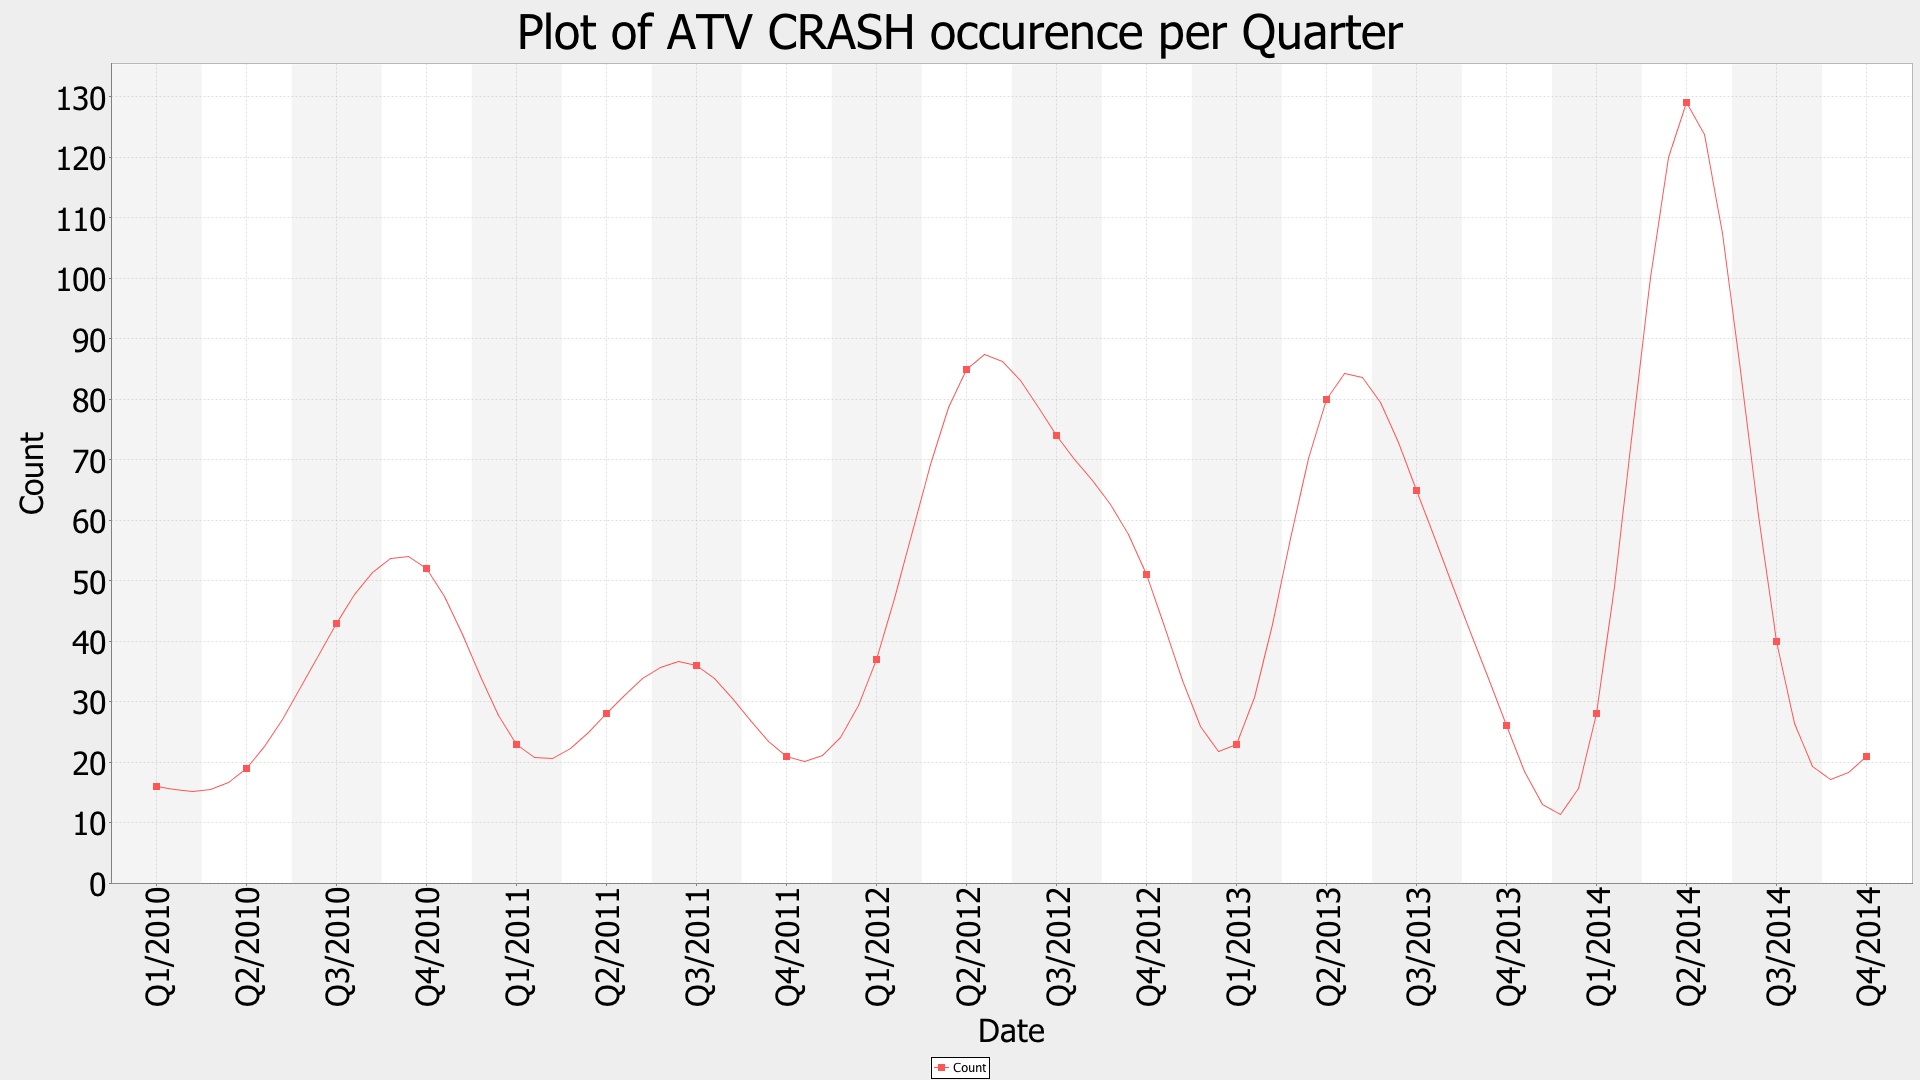 Plot of ATV CRASH occurence per Quarter
130
120
110
100
90
80
70
60
50
40
30
20
10
0
Count
Q1/2010
Q2/2010
Q3/2010
Q4/2010
Q1/2011
Q2/2011
Q3/2011
Q4/2011
Q1/2012
Q2/2012
Q3/2012
Q4/2012
Q1/2013
Q2/2013
Q3/2013
Q4/2013
Q1/2014
Q2/2014
Q3/2014
Q4/2014
Date
Count